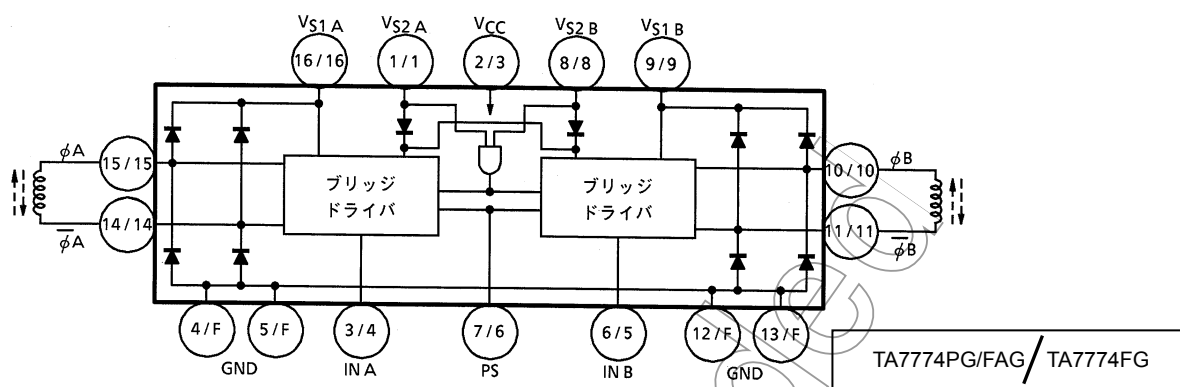 VS1 A VS2 A VCC VS2 B VS1 B
16/16 1/1 2/3 8/8 9/9
φA 15/15 10/10 φB
ブリッジ ブリッジ
ドライバ ドライバ
φ̅A 14/14 11/11 φ̅B
4/F 5/F 3/4 7/6 6/5 12/F 13/F
GND IN A PS IN B GND
TA7774PG/FAG / TA7774FG